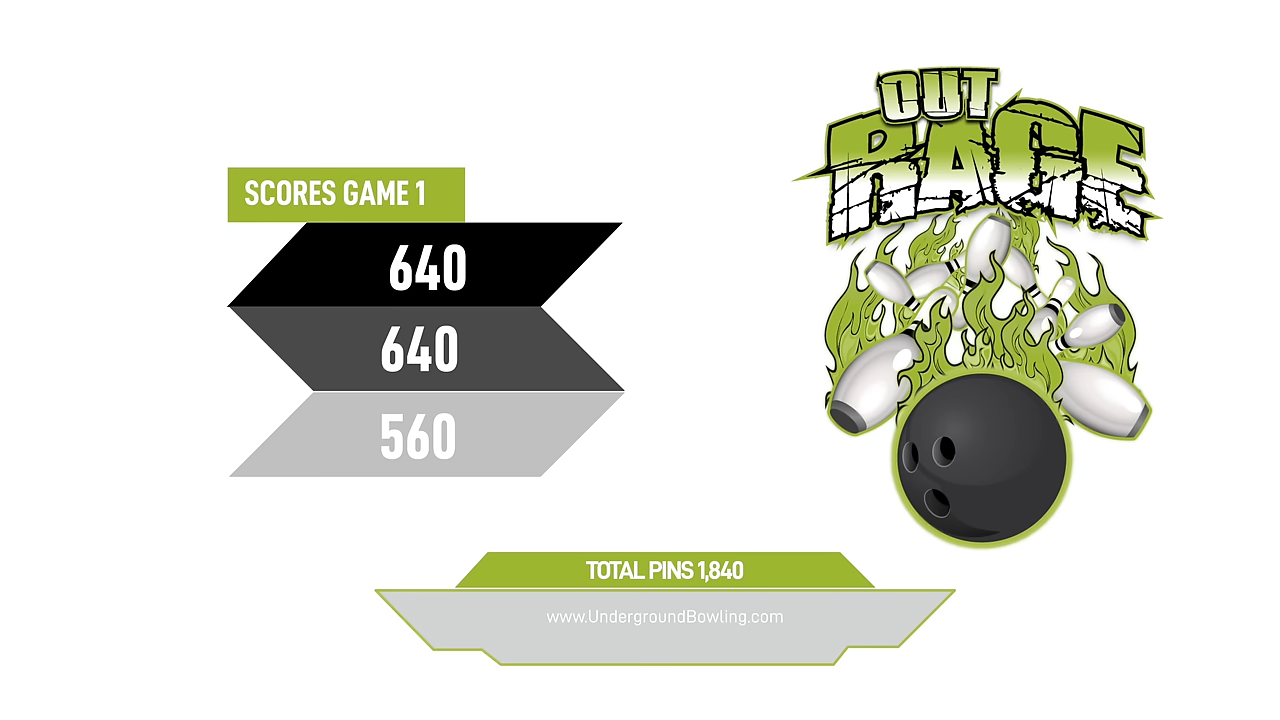 OUT
RAGE
SCORES GAME 1
640
640
560
TOTAL PINS 1,840
www.UndergroundBowling.com